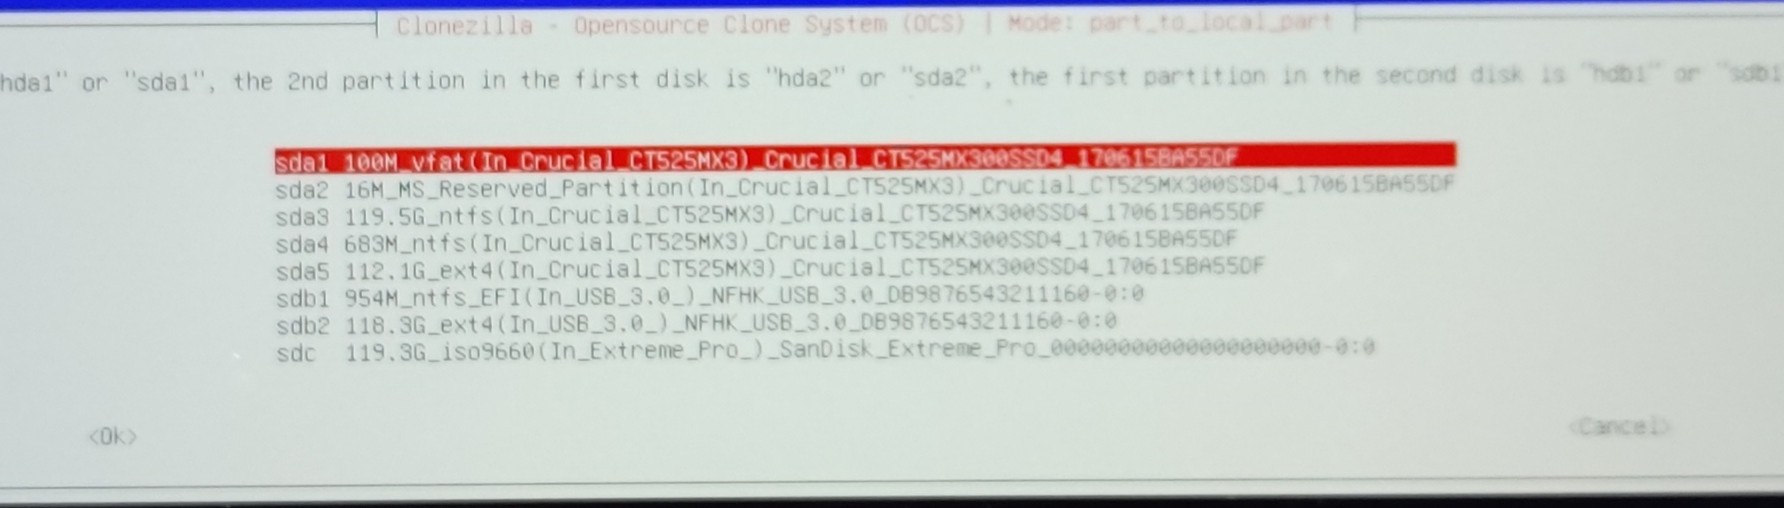 Clonezilla - Opensource Clone System (OCS) | Mode: part_to_local_part
hda1" or "sda1", the 2nd partition in the first disk is "hda2" or "sda2", the first partition in the second disk is "hdb1" or "sdb1
sda1 100M_vfat(In_Crucial_CT525MX3)_Crucial_CT525MX300SSD4_170615BA55DF
sda2 16M_MS_Reserved_Partition(In_Crucial_CT525MX3)_Crucial_CT525MX300SSD4_170615BA55DF
sda3 119.5G_ntfs(In_Crucial_CT525MX3)_Crucial_CT525MX300SSD4_170615BA55DF
sda4 683M_ntfs(In_Crucial_CT525MX3)_Crucial_CT525MX300SSD4_170615BA55DF
sda5 112.1G_ext4(In_Crucial_CT525MX3)_Crucial_CT525MX300SSD4_170615BA55DF
sdb1 954M_ntfs_EFI(In_USB_3.0_)_NFHK_USB_3.0_DB9876543211160-0:0
sdb2 118.3G_ext4(In_USB_3.0_)_NFHK_USB_3.0_DB9876543211160-0:0
sdc 119.3G_iso9660(In_Extreme_Pro_)_SanDisk_Extreme_Pro_00000000000000000000-0:0
<Ok> <Cancel>